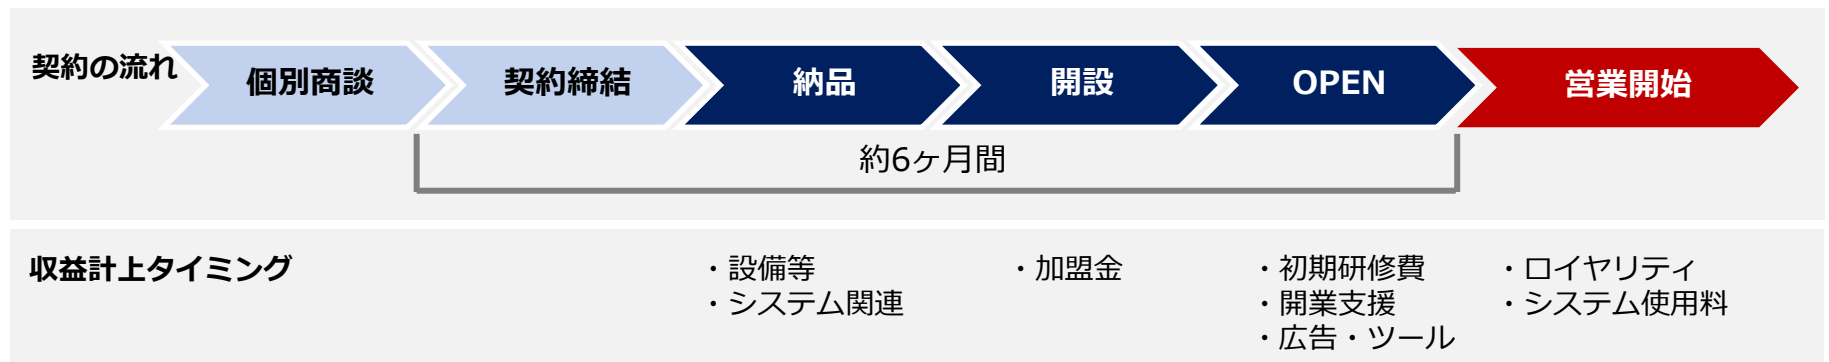 契約の流れ
個別商談
契約締結
納品
開設
OPEN
営業開始
約6ヶ月間
収益計上タイミング
・設備等
・システム関連
・加盟金
・初期研修費
・開業支援
・広告・ツール
・ロイヤリティ
・システム使用料